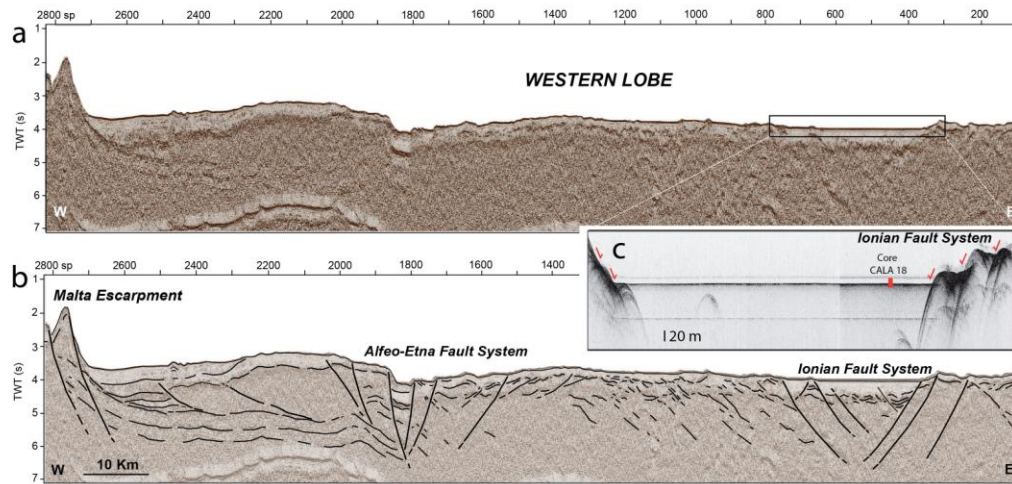 2800 sp 2600 2400 2200 2000 1800 1600 1400 1200 1000 800 600 400 200
a
1
2
3
4
5
6
7
TWT (s)
WESTERN LOBE
W
E
2800 sp 2600 2400 2200 2000 1800 1600 1400 1200
b
1
2
3
4
5
6
7
TWT (s)
Malta Escarpment
Alfeo-Etna Fault System
Ionian Fault System
W
10 Km
E
C
Ionian Fault System
Core
CALA 18
20 m